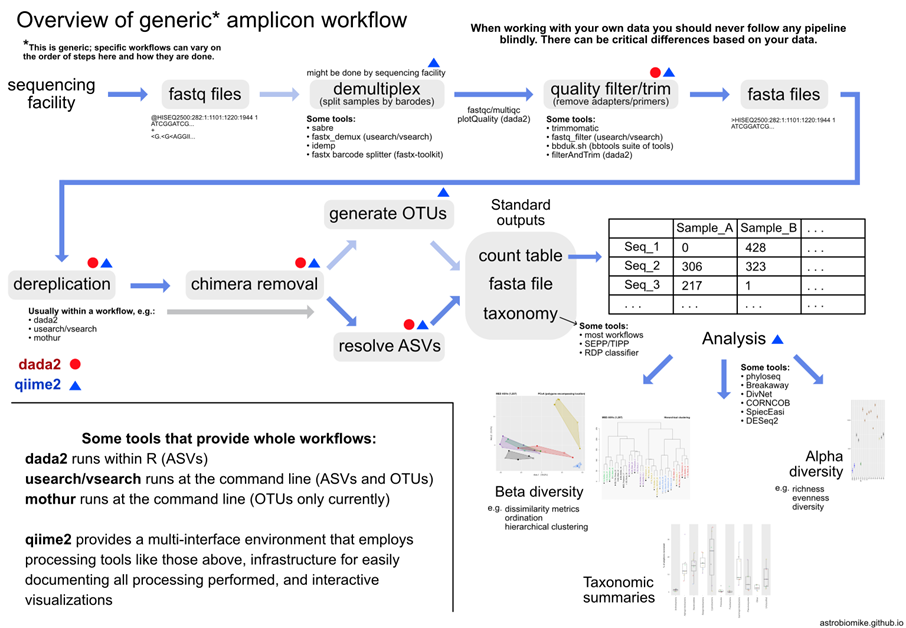 Overview of generic* amplicon workflow
*This is generic; specific workflows can vary on
the order of steps here and how they are done.
When working with your own data you should never follow any pipeline
blindly. There can be critical differences based on your data.
sequencing
facility
fastq files
@HISEQ2500:282:1:1101:1220:1944 1
ATCGGATCG...
+
<G.<G<AGGII...
might be done by sequencing facility
demultiplex
(split samples by barodes)
Some tools:
• sabre
• fastx_demux (usearch/vsearch)
• idemp
• fastx barcode splitter (fastx-toolkit)
fastqc/multiqc
plotQuality (dada2)
quality filter/trim
(remove adapters/primers)
Some tools:
• trimmomatic
• fastq_filter (usearch/vsearch)
• bbduk.sh (bbtools suite of tools)
• filterAndTrim (dada2)
fasta files
>HISEQ2500:282:1:1101:1220:1944 1
ATCGGATCG...
dereplication
Usually within a workflow, e.g.:
• dada2
• usearch/vsearch
• mothur
chimera removal
generate OTUs
resolve ASVs
Standard
outputs
count table
fasta file
taxonomy
Some tools:
• most workflows
• SEPP/TIPP
• RDP classifier
Sample_A Sample_B . . .
Seq_1 0 428 . . .
Seq_2 306 323 . . .
Seq_3 217 1 . . .
. . . . . . . . . . . .
dada2
qiime2
Analysis
Some tools:
• phyloseq
• Breakaway
• DivNet
• CORNCOB
• SpiecEasi
• DESeq2
Beta diversity
e.g. dissimilarity metrics
ordination
hierarchical clustering
Alpha
diversity
e.g. richness
evenness
diversity
Taxonomic
summaries
Some tools that provide whole workflows:
dada2 runs within R (ASVs)
usearch/vsearch runs at the command line (ASVs and OTUs)
mothur runs at the command line (OTUs only currently)
qiime2 provides a multi-interface environment that employs
processing tools like those above, infrastructure for easily
documenting all processing performed, and interactive
visualizations
astrobiomike.github.io